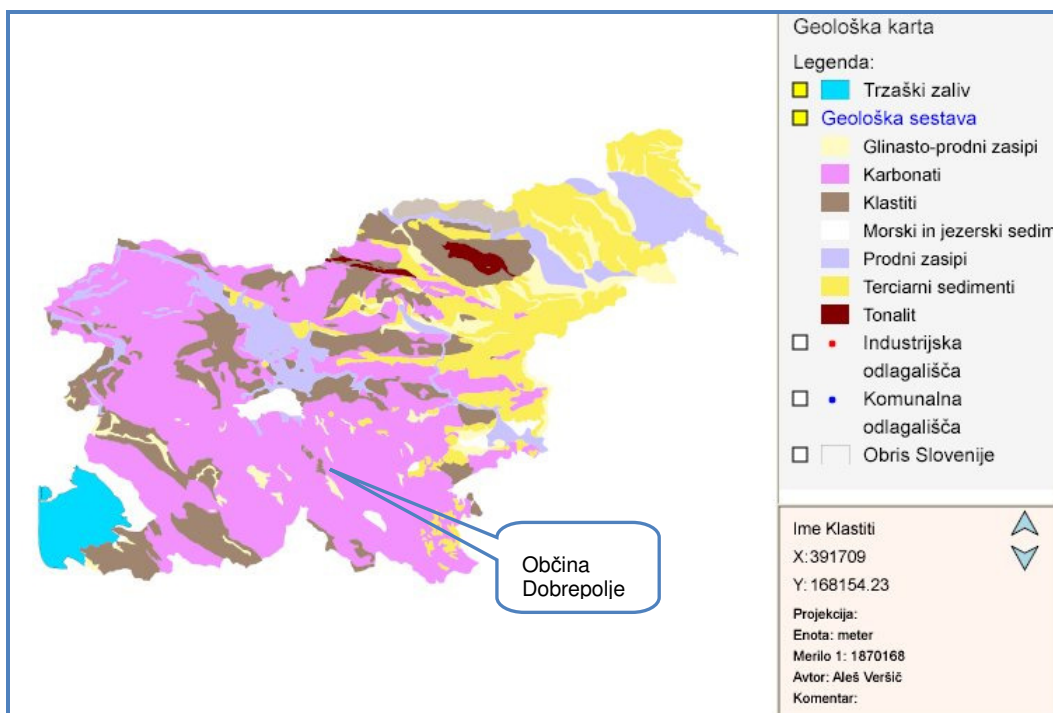 Geološka karta
Legenda:
Trzaški zaliv
Geološka sestava
Glinasto-prodni zasipi
Karbonati
Klastiti
Morski in jezerski sedim
Prodni zasipi
Terciarni sedimenti
Tonalit
Industrijska
odlagališča
Komunalna
odlagališča
Obris Slovenije
Občina
Dobrepolje
Ime Klastiti
X:391709
Y:168154.23
Projekcija:
Enota: meter
Merilo 1: 1870168
Avtor: Aleš Veršič
Komentar: